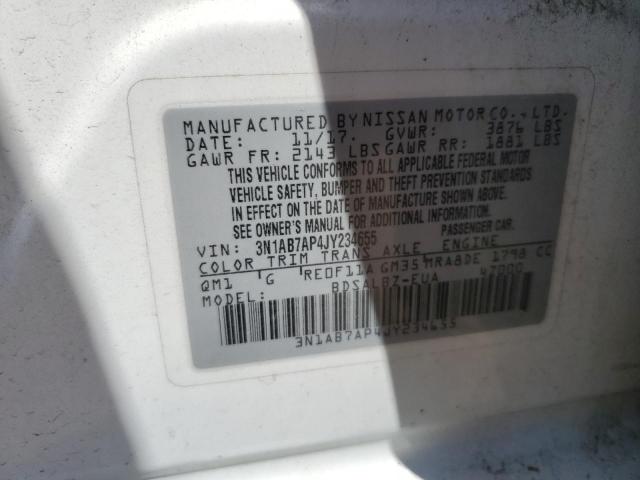 MANUFACTURED BY NISSAN MOTOR CO., LTD.
DATE: 11/17. GVWR: 3876 LBS
GAWR FR: 2143 LBS GAWR RR: 1881 LBS
THIS VEHICLE CONFORMS TO ALL APPLICABLE FEDERAL MOTOR
VEHICLE SAFETY, BUMPER AND THEFT PREVENTION STANDARDS
IN EFFECT ON THE DATE OF MANUFACTURE SHOWN ABOVE.
SEE OWNER'S MANUAL FOR ADDITIONAL INFORMATION.
VIN: 3N1AB7AP4JY234655 PASSENGER CAR.
COLOR TRIM TRANS AXLE ENGINE
QM1 G RE0F11A GM35 MRA8DE 1798 CC
MODEL: BDSALBZ-EUA 47000
3N1AB7AP4JY234655